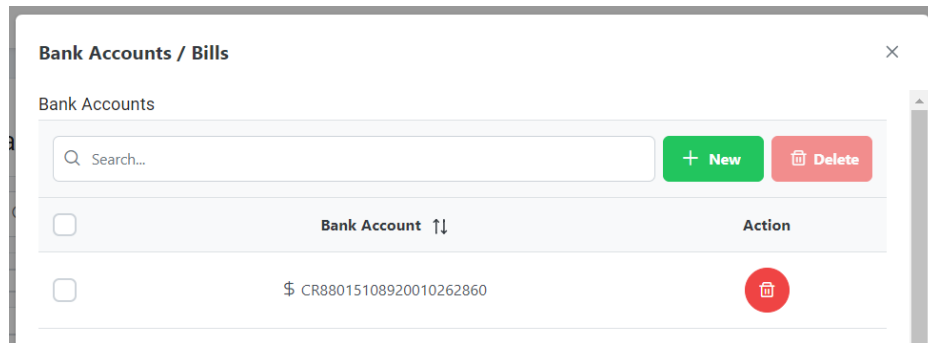 Bank Accounts / Bills
Bank Accounts
Search...
New
Delete
Bank Account
Action
$ CR88015108920010262860